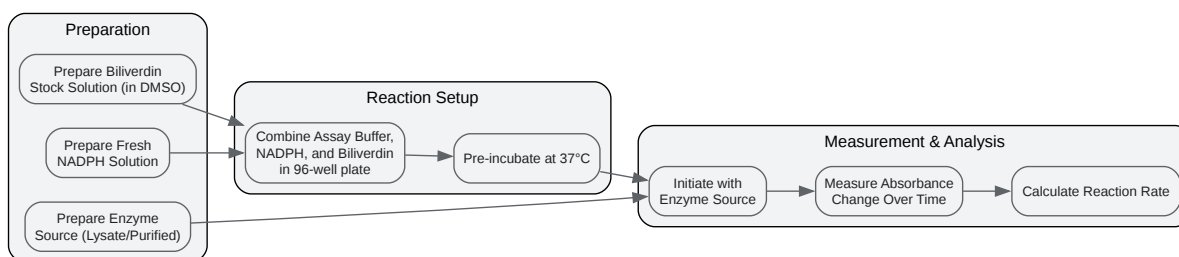 Preparation
Prepare Biliverdin
Stock Solution (in DMSO)
Prepare Fresh
NADPH Solution
Prepare Enzyme
Source (Lysate/Purified)
Reaction Setup
Combine Assay Buffer,
NADPH, and Biliverdin
in 96-well plate
Pre-incubate at 37°C
Measurement & Analysis
Initiate with
Enzyme Source
Measure Absorbance
Change Over Time
Calculate Reaction Rate